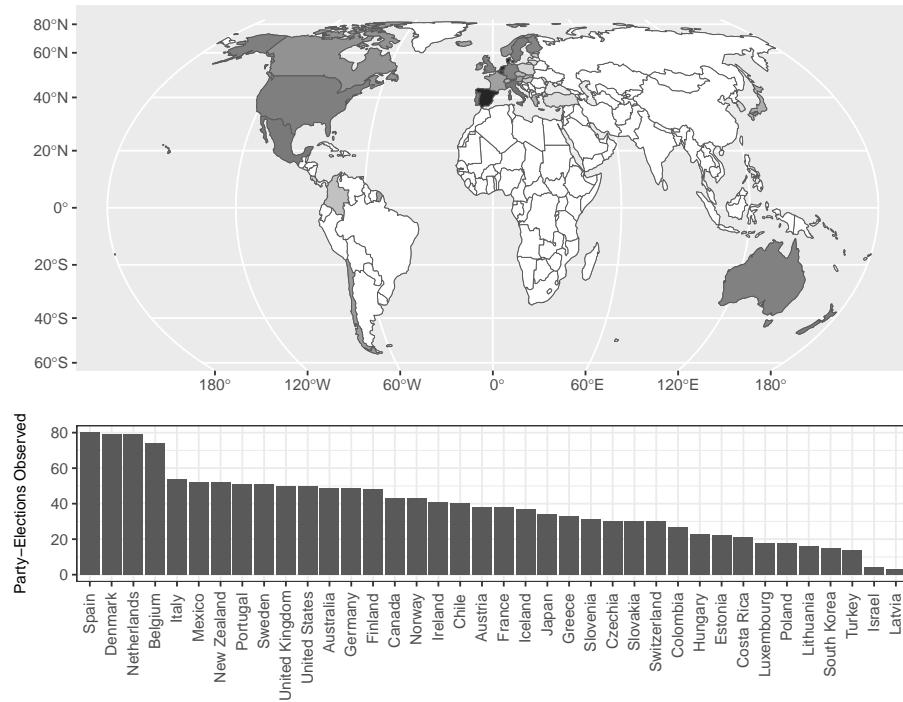 80°N
60°N
40°N
20°N
0°
20°S
40°S
60°S
180° 120°W 60°W 0° 60°E 120°E 180°
Party−Elections Observed
80
60
40
20
0
Spain
Denmark
Netherlands
Belgium
Italy
Mexico
New Zealand
Portugal
Sweden
United Kingdom
United States
Australia
Germany
Finland
Canada
Norway
Ireland
Chile
Austria
France
Iceland
Japan
Greece
Slovenia
Czechia
Slovakia
Switzerland
Colombia
Hungary
Estonia
Costa Rica
Luxembourg
Poland
Lithuania
South Korea
Turkey
Israel
Latvia